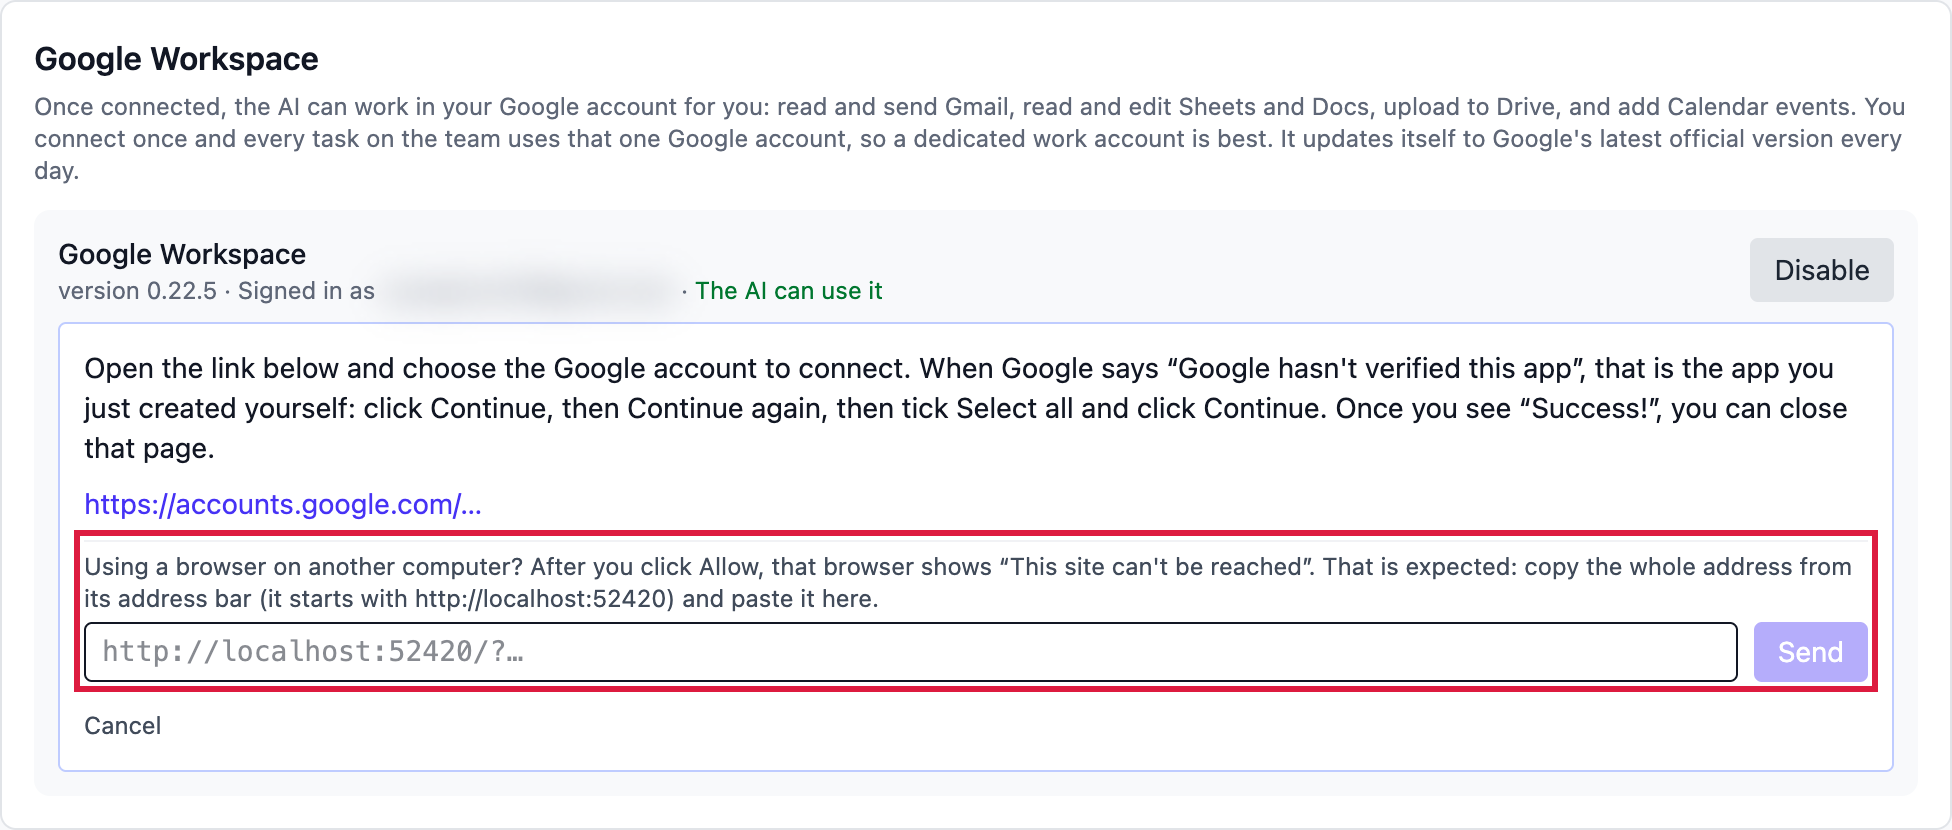 Google Workspace
Once connected, the AI can work in your Google account for you: read and send Gmail, read and edit Sheets and Docs, upload to Drive, and add Calendar events. You
connect once and every task on the team uses that one Google account, so a dedicated work account is best. It updates itself to Google's latest official version every
day.
Google Workspace
version 0.22.5 · Signed in as · The AI can use it
Disable
Open the link below and choose the Google account to connect. When Google says “Google hasn't verified this app”, that is the app you
just created yourself: click Continue, then Continue again, then tick Select all and click Continue. Once you see “Success!”, you can close
that page.
https://accounts.google.com/...
Using a browser on another computer? After you click Allow, that browser shows “This site can't be reached”. That is expected: copy the whole address from
its address bar (it starts with http://localhost:52420) and paste it here.
http://localhost:52420/?…
Send
Cancel